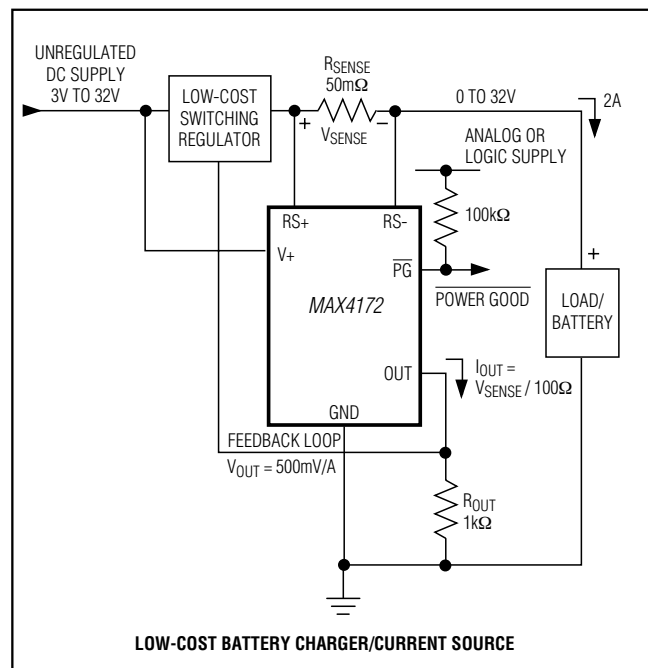 UNREGULATED
DC SUPPLY
3V TO 32V
LOW-COST
SWITCHING
REGULATOR
RSENSE
50mΩ
+
−
VSENSE
0 TO 32V
2A
ANALOG OR
LOGIC SUPPLY
100kΩ
RS+
RS-
V+
PG
POWER GOOD
MAX4172
+
LOAD/
BATTERY
OUT
IOUT =
VSENSE / 100Ω
GND
FEEDBACK LOOP
VOUT = 500mV/A
ROUT
1kΩ
LOW-COST BATTERY CHARGER/CURRENT SOURCE